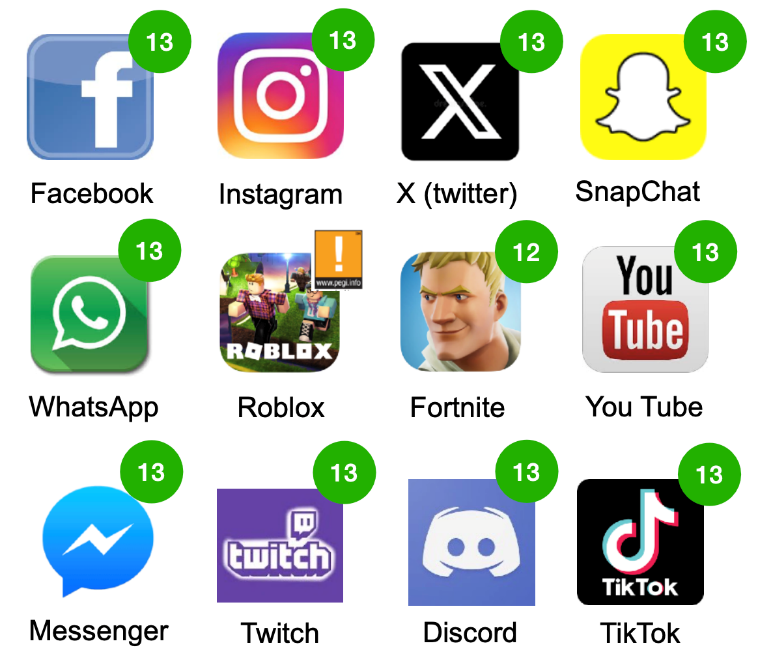 13 13 13 13
f X
Facebook Instagram X (twitter) SnapChat
13 ! 12 13
www.pegi.info
ROBLOX
You
Tube
WhatsApp Roblox Fortnite You Tube
13 13 13 13
twitch
TikTok
Messenger Twitch Discord TikTok